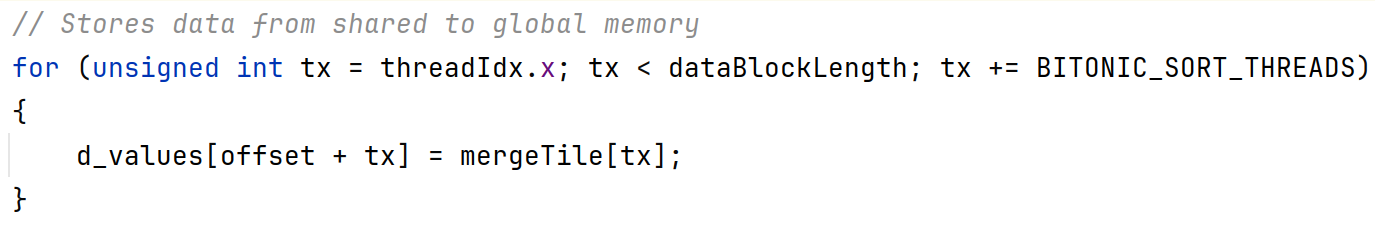 // Stores data from shared to global memory
for (unsigned int tx = threadIdx.x; tx < dataBlockLength; tx += BITONIC_SORT_THREADS)
{
    d_values[offset + tx] = mergeTile[tx];
}